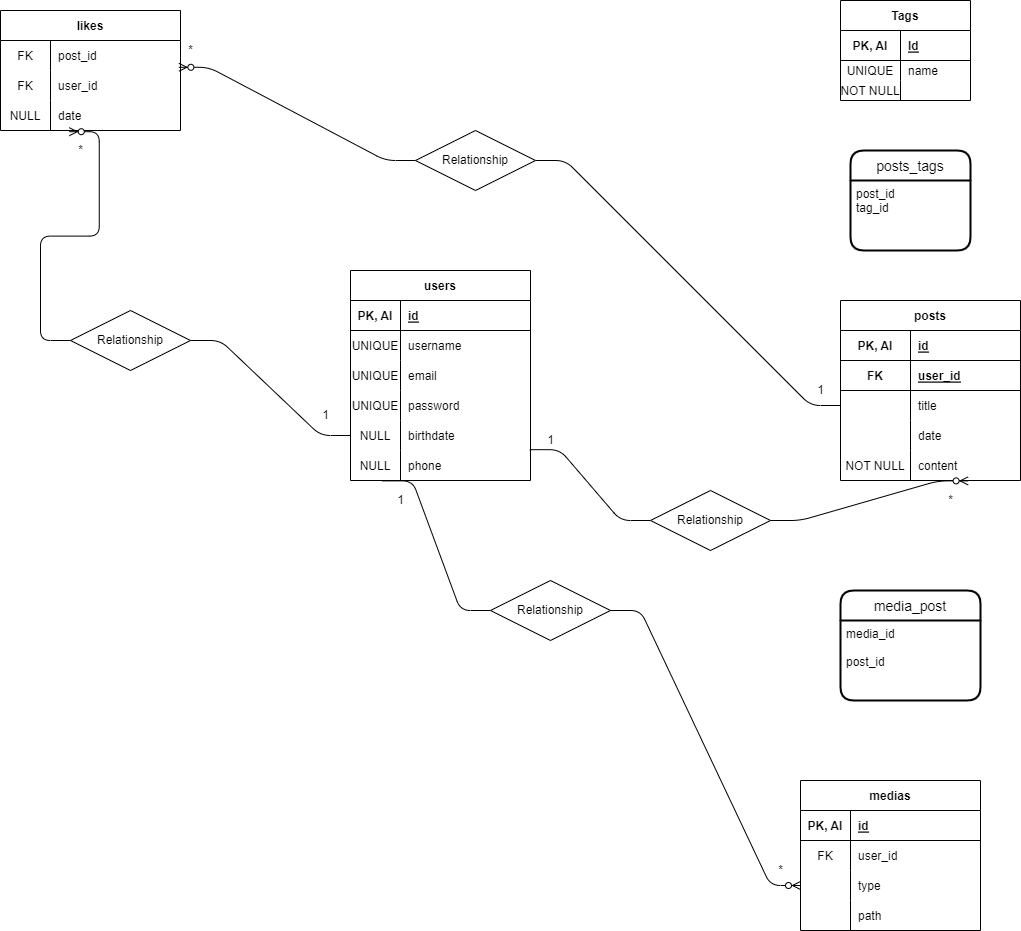 likes
FK post_id
FK user_id
NULL date
*
*
Relationship
Tags
PK, AI Id
UNIQUE name
NOT NULL
posts_tags
post_id
tag_id
Relationship
1
users
PK, AI id
UNIQUE username
UNIQUE email
UNIQUE password
NULL birthdate
NULL phone
1
1
1
posts
PK, AI id
FK user_id
title
date
NOT NULL content
*
Relationship
Relationship
media_post
media_id
post_id
*
medias
PK, AI id
FK user_id
type
path